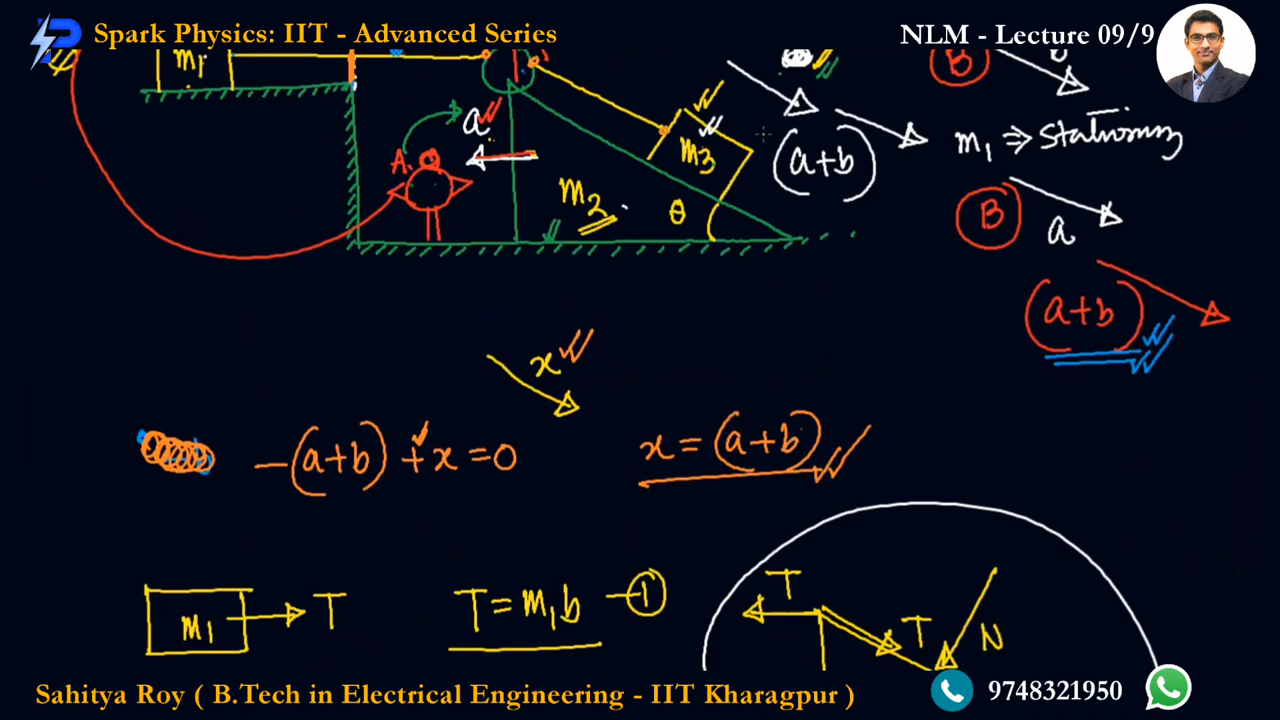 Spark Physics: IIT - Advanced Series
NLM - Lecture 09/9
m₁
a
A
m₃
m₂
θ
(a+b)
B
m₁ ⇒ Stationary
B
a
(a+b)
x
-(a+b) +x =0
x = (a+b)
m₁
T
T = m₁b - ①
T
T
N
Sahitya Roy ( B.Tech in Electrical Engineering - IIT Kharagpur )
9748321950